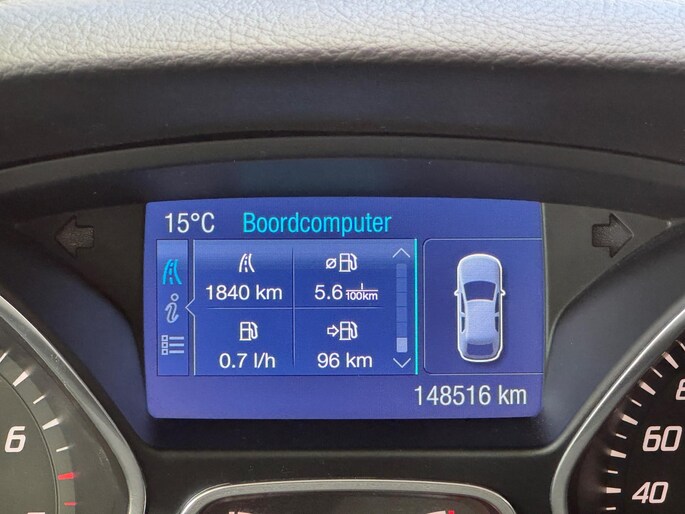 15°C Boordcomputer
1840 km ø 5.6 l/100km
0.7 l/h 96 km
148516 km
6
60
40